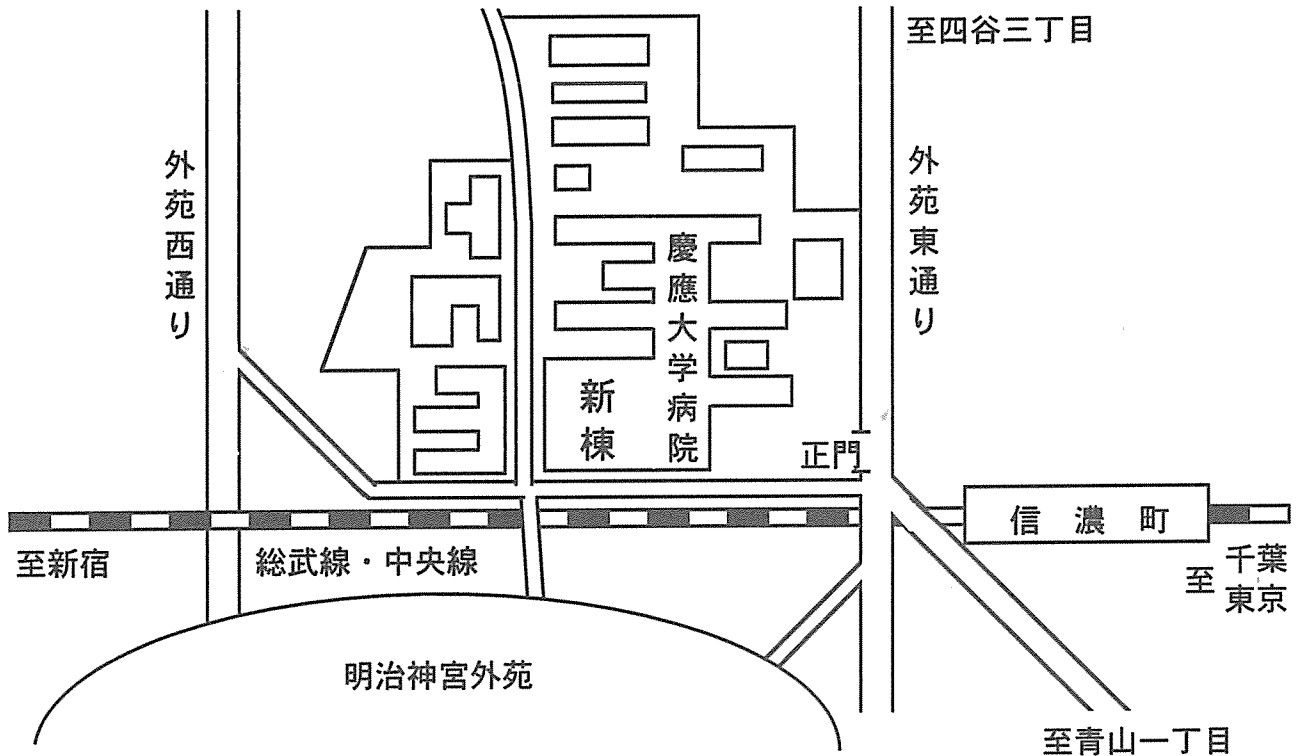 至四谷三丁目
外苑西通り
外苑東通り
慶應大学病院
新棟
正門
信濃町
至新宿
総武線・中央線
至
千葉
東京
明治神宮外苑
至青山一丁目